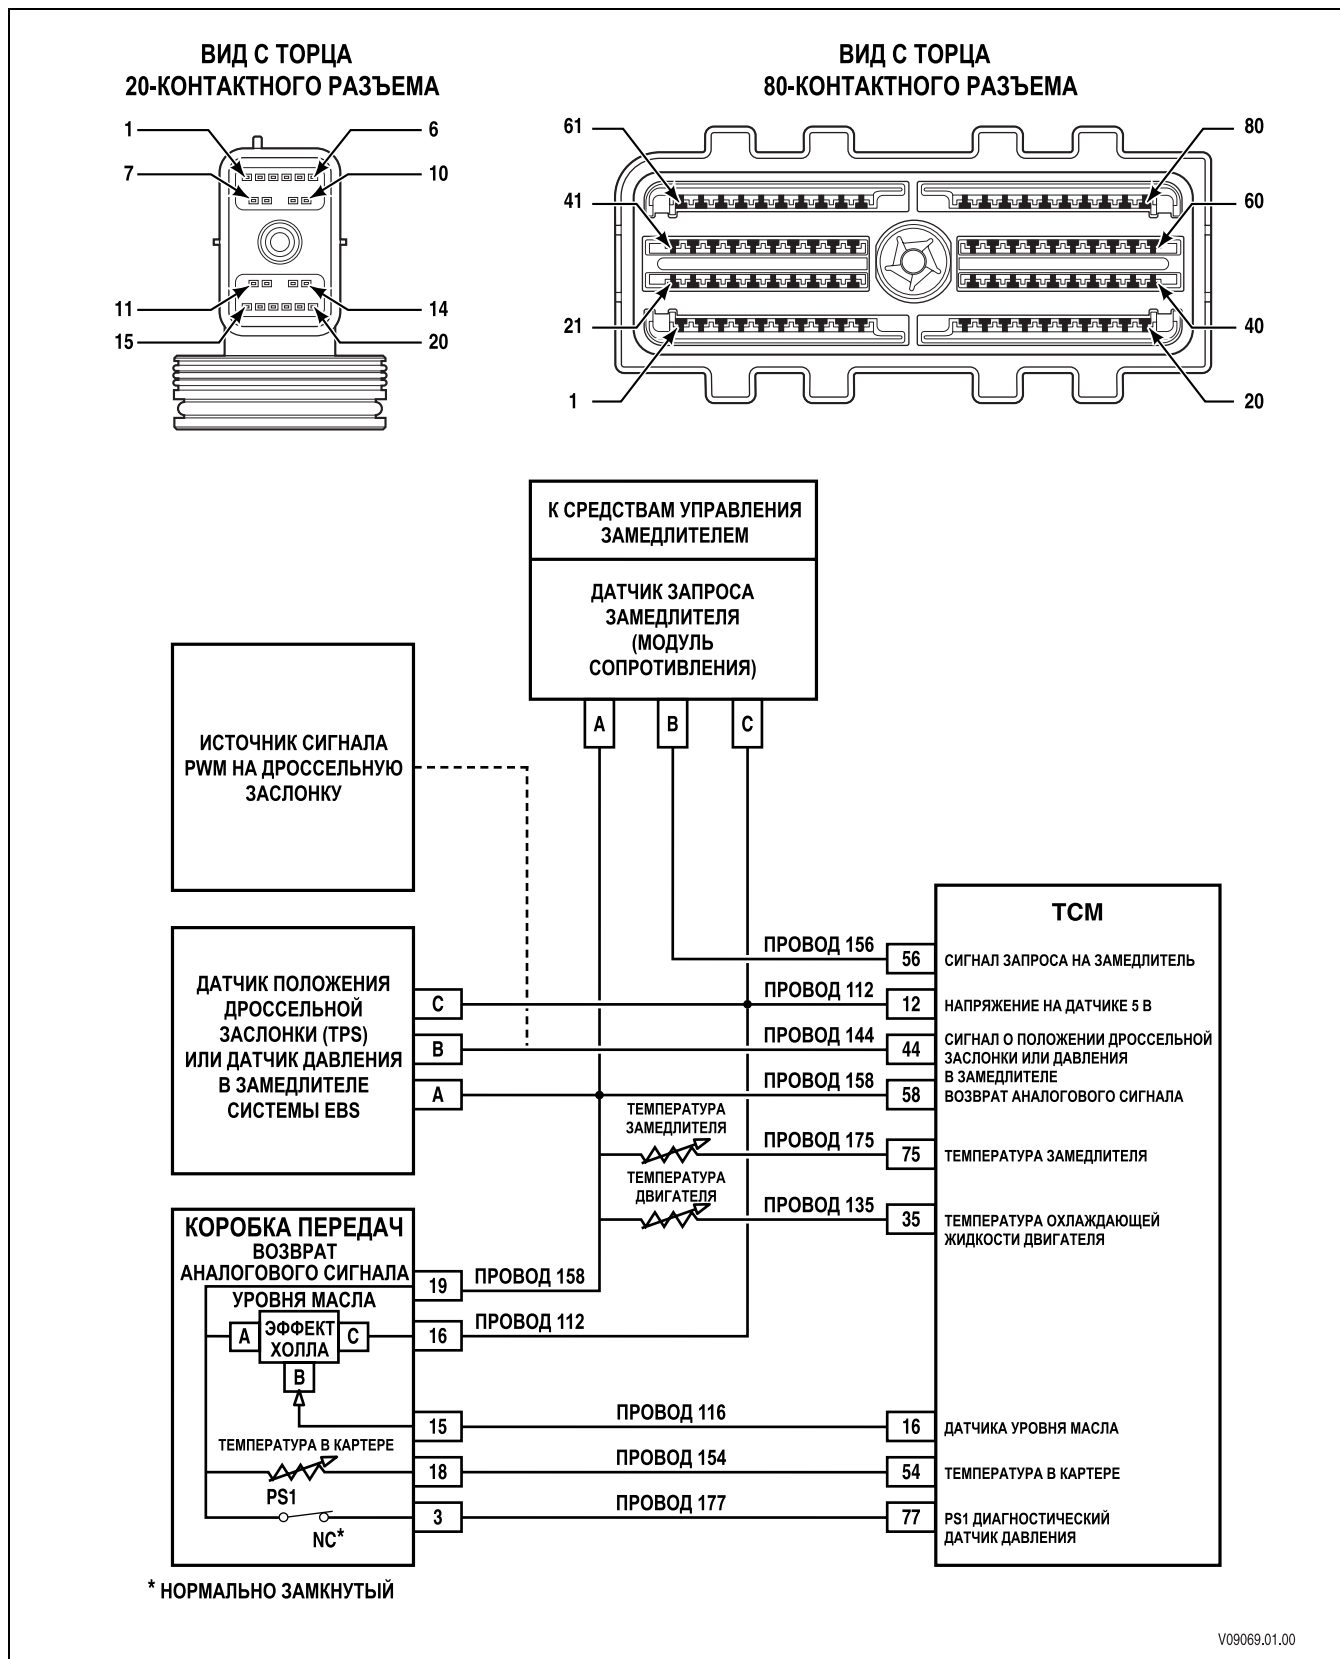 ВИД С ТОРЦА
20-КОНТАКТНОГО РАЗЪЕМА
ВИД С ТОРЦА
80-КОНТАКТНОГО РАЗЪЕМА
1
6
7
10
11
14
15
20
61
80
41
60
21
40
1
20
К СРЕДСТВАМ УПРАВЛЕНИЯ
ЗАМЕДЛИТЕЛЕМ
ДАТЧИК ЗАПРОСА
ЗАМЕДЛИТЕЛЯ
(МОДУЛЬ
СОПРОТИВЛЕНИЯ)
A
B
C
ИСТОЧНИК СИГНАЛА
PWM НА ДРОССЕЛЬНУЮ
ЗАСЛОНКУ
ДАТЧИК ПОЛОЖЕНИЯ
ДРОССЕЛЬНОЙ
ЗАСЛОНКИ (TPS)
ИЛИ ДАТЧИК ДАВЛЕНИЯ
В ЗАМЕДЛИТЕЛЕ
СИСТЕМЫ EBS
C
B
A
TCM
ПРОВОД 156
56
СИГНАЛ ЗАПРОСА НА ЗАМЕДЛИТЕЛЬ
ПРОВОД 112
12
НАПРЯЖЕНИЕ НА ДАТЧИКЕ 5 В
ПРОВОД 144
44
СИГНАЛ О ПОЛОЖЕНИИ ДРОССЕЛЬНОЙ
ЗАСЛОНКИ ИЛИ ДАВЛЕНИЯ
В ЗАМЕДЛИТЕЛЕ
ПРОВОД 158
58
ВОЗВРАТ АНАЛОГОВОГО СИГНАЛА
ТЕМПЕРАТУРА
ЗАМЕДЛИТЕЛЯ
ПРОВОД 175
75
ТЕМПЕРАТУРА ЗАМЕДЛИТЕЛЯ
ТЕМПЕРАТУРА
ДВИГАТЕЛЯ
ПРОВОД 135
35
ТЕМПЕРАТУРА ОХЛАЖДАЮЩЕЙ
ЖИДКОСТИ ДВИГАТЕЛЯ
КОРОБКА ПЕРЕДАЧ
ВОЗВРАТ
АНАЛОГОВОГО СИГНАЛА
19
ПРОВОД 158
УРОВНЯ МАСЛА
A
ЭФФЕКТ
ХОЛЛА
C
B
16
ПРОВОД 112
15
ПРОВОД 116
16
ДАТЧИКА УРОВНЯ МАСЛА
ТЕМПЕРАТУРА В КАРТЕРЕ
18
ПРОВОД 154
54
ТЕМПЕРАТУРА В КАРТЕРЕ
PS1
NC*
3
ПРОВОД 177
77
PS1 ДИАГНОСТИЧЕСКИЙ
ДАТЧИК ДАВЛЕНИЯ
* НОРМАЛЬНО ЗАМКНУТЫЙ
V09069.01.00